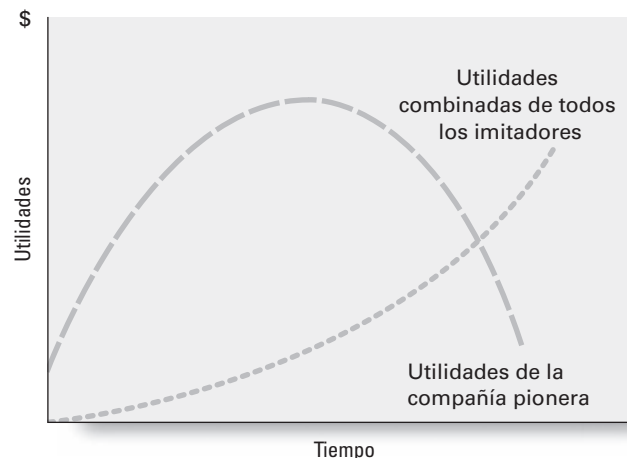 $
Utilidades
combinadas de todos
los imitadores
Utilidades
Utilidades de la
compañía pionera
Tiempo